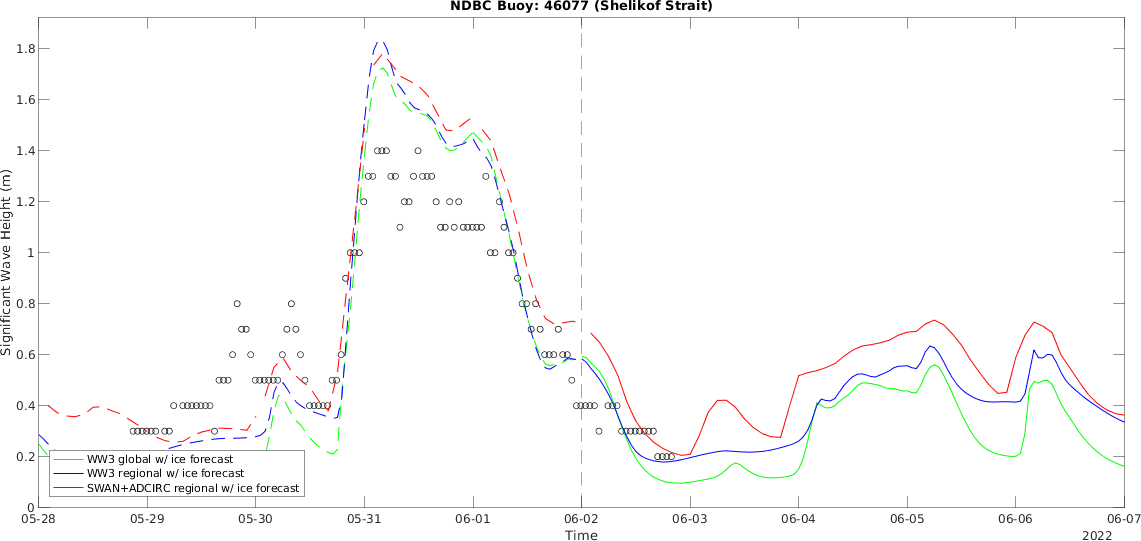 NDBC Buoy: 46077 (Shelikof Strait)
Significant Wave Height (m)
1.8
1.6
1.4
1.2
1
0.8
0.6
0.4
0.2
0
WW3 global w/ ice forecast
WW3 regional w/ ice forecast
SWAN+ADCIRC regional w/ ice forecast
05-28 05-29 05-30 05-31 06-01 06-02 06-03 06-04 06-05 06-06 06-07
Time
2022